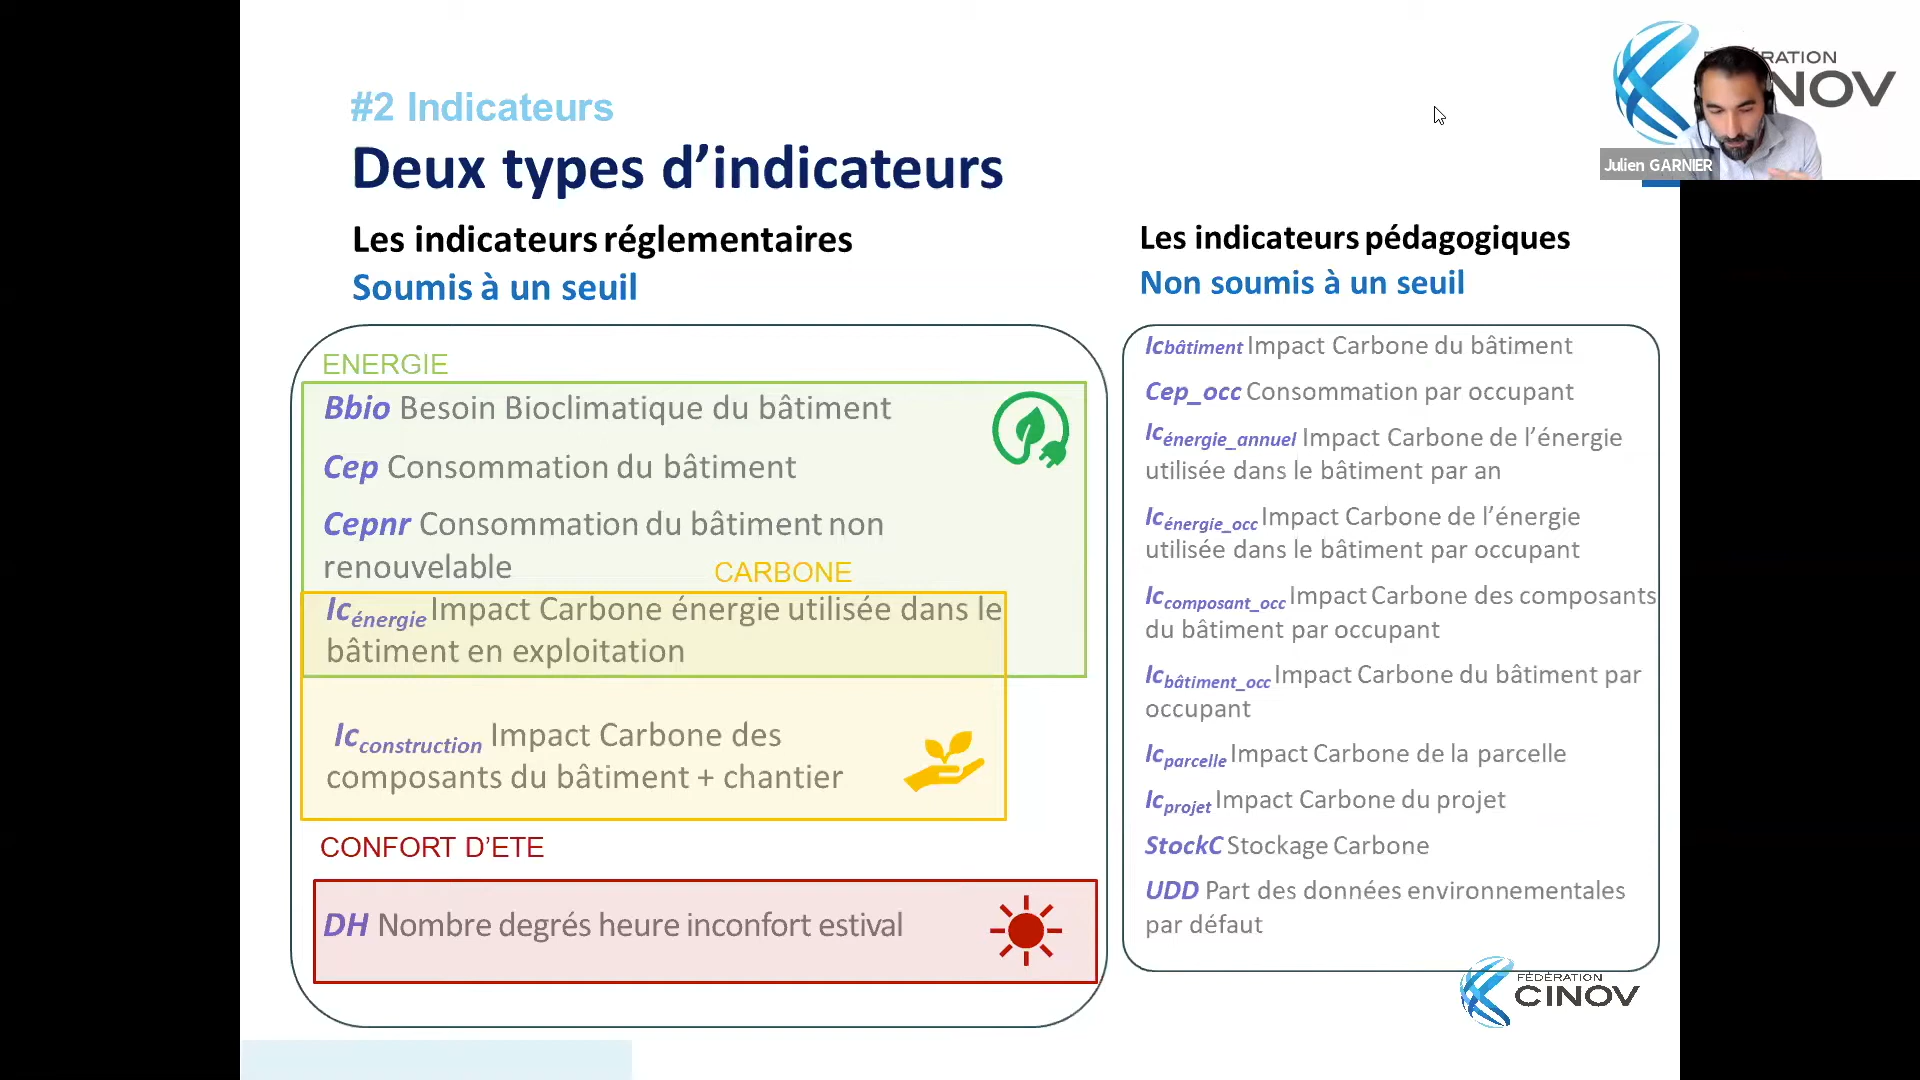 #2 Indicateurs
Deux types d’indicateurs
Les indicateurs réglementaires
Soumis à un seuil
ENERGIE
Bbio Besoin Bioclimatique du bâtiment
Cep Consommation du bâtiment
Cepnr Consommation du bâtiment non
renouvelable
CARBONE
Icénergie Impact Carbone énergie utilisée dans le
bâtiment en exploitation
Icconstruction Impact Carbone des
composants du bâtiment + chantier
CONFORT D’ETE
DH Nombre degrés heure inconfort estival
Les indicateurs pédagogiques
Non soumis à un seuil
Icbâtiment Impact Carbone du bâtiment
Cep_occ Consommation par occupant
Icénergie_annuel Impact Carbone de l’énergie
utilisée dans le bâtiment par an
Icénergie_occ Impact Carbone de l’énergie
utilisée dans le bâtiment par occupant
Iccomposant_occ Impact Carbone des composants
du bâtiment par occupant
Icbâtiment_occ Impact Carbone du bâtiment par
occupant
Icparcelle Impact Carbone de la parcelle
Icprojet Impact Carbone du projet
StockC Stockage Carbone
UDD Part des données environnementales
par défaut
FÉDÉRATION
CINOV
Julien GARNIER